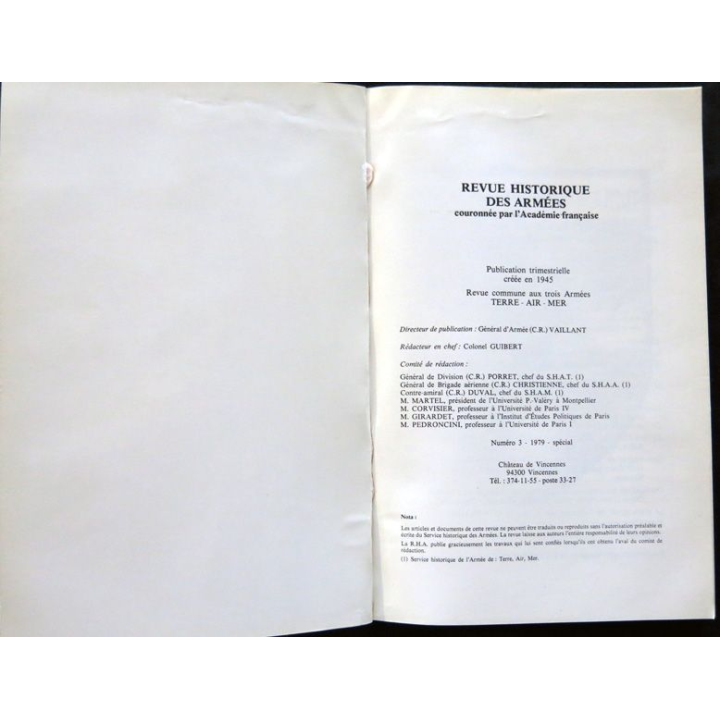 REVUE HISTORIQUE
DES ARMÉES
couronnée par l'Académie française
Publication trimestrielle
créée en 1945
Revue commune aux trois Armées
TERRE - AIR - MER
Directeur de publication : Général d'Armée (C.R.) VAILLANT
Rédacteur en chef : Colonel GUIBERT
Comité de rédaction :
Général de Division (C.R.) PORRET, chef du S.H.A.T. (1)
Général de Brigade aérienne (C.R.) CHRISTIENNE, chef du S.H.A.A. (1)
Contre-amiral (C.R.) DUVAL, chef du S.H.A.M. (1)
M. MARTEL, président de l'Université P.-Valéry à Montpellier
M. CORVISIER, professeur à l'Université de Paris IV
M. GIRARDET, professeur à l'Institut d'Études Politiques de Paris
M. PEDRONCINI, professeur à l'Université de Paris I
Numéro 3 - 1979 - spécial
Château de Vincennes
94300 Vincennes
Tél. : 374-11-55 - poste 33-27
Nota :
Les articles et documents de cette revue ne peuvent être traduits ou reproduits sans l'autorisation préalable et
écrite du Service historique des Armées. La revue laisse aux auteurs l'entière responsabilité de leurs opinions.
La R.H.A. publie gracieusement les travaux qui lui sont confiés lorsqu'ils ont obtenu l'aval du comité de
rédaction.
(1) Service historique de l'Armée de : Terre, Air, Mer.